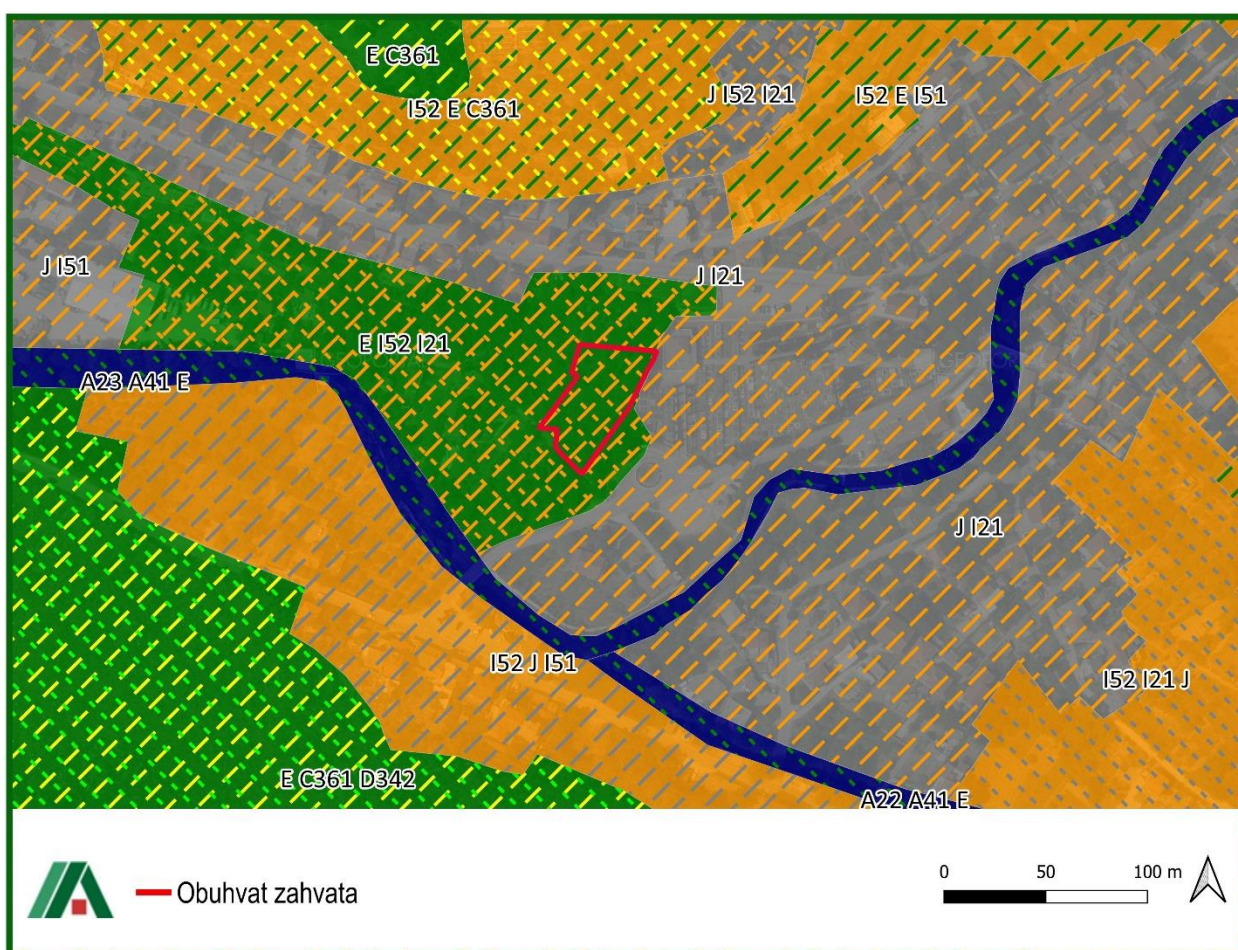 E C361
I52 E C361
J I52 I21
I52 E I51
J I51
J I21
E I52 I21
A23 A41 E
J I21
I52 J I51
I52 I21 J
E C361 D342
A22 A41 E
Obuhvat zahvata
0 50 100 m